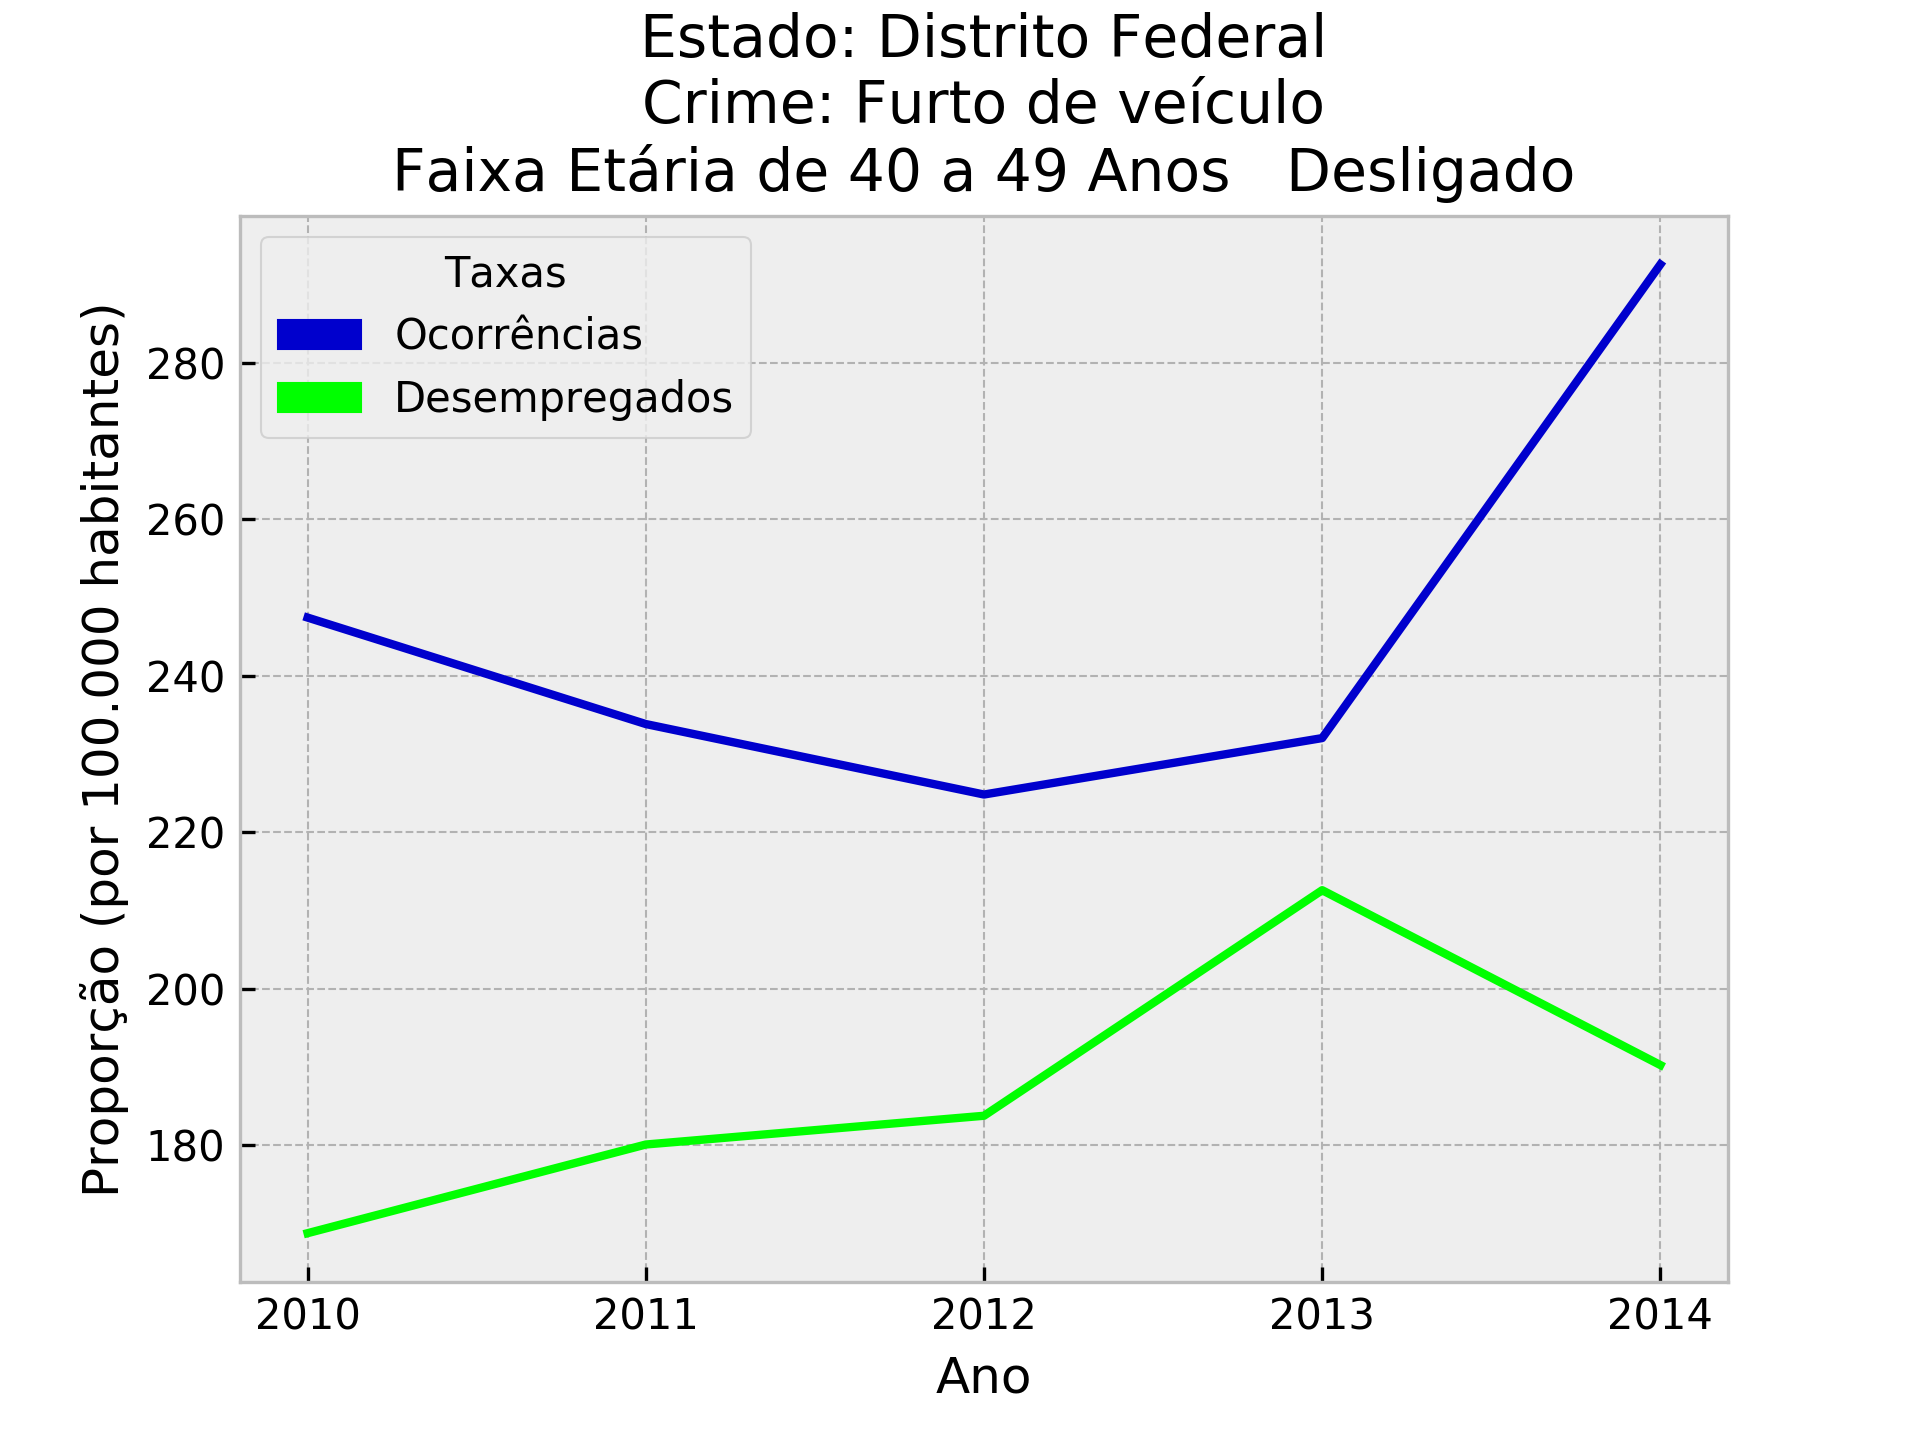 Estado: Distrito Federal
Crime: Furto de veículo
Faixa Etária de 40 a 49 Anos   Desligado
Taxas
Ocorrências
Desempregados
Proporção (por 100.000 habitantes)
280
260
240
220
200
180
2010 2011 2012 2013 2014
Ano